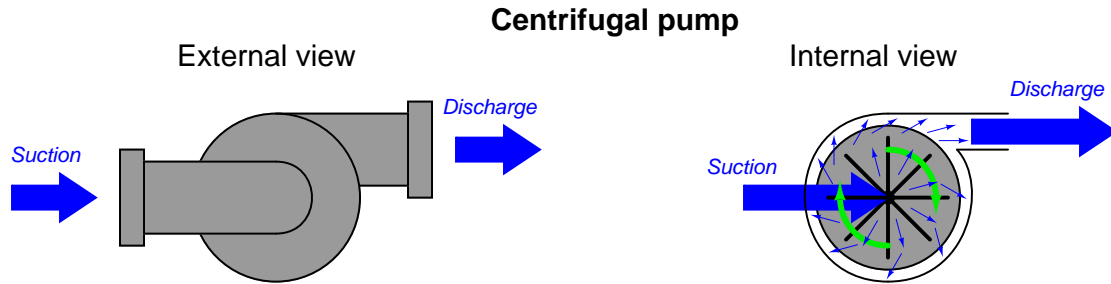 Centrifugal pump
External view
Internal view
Suction
Discharge
Suction
Discharge